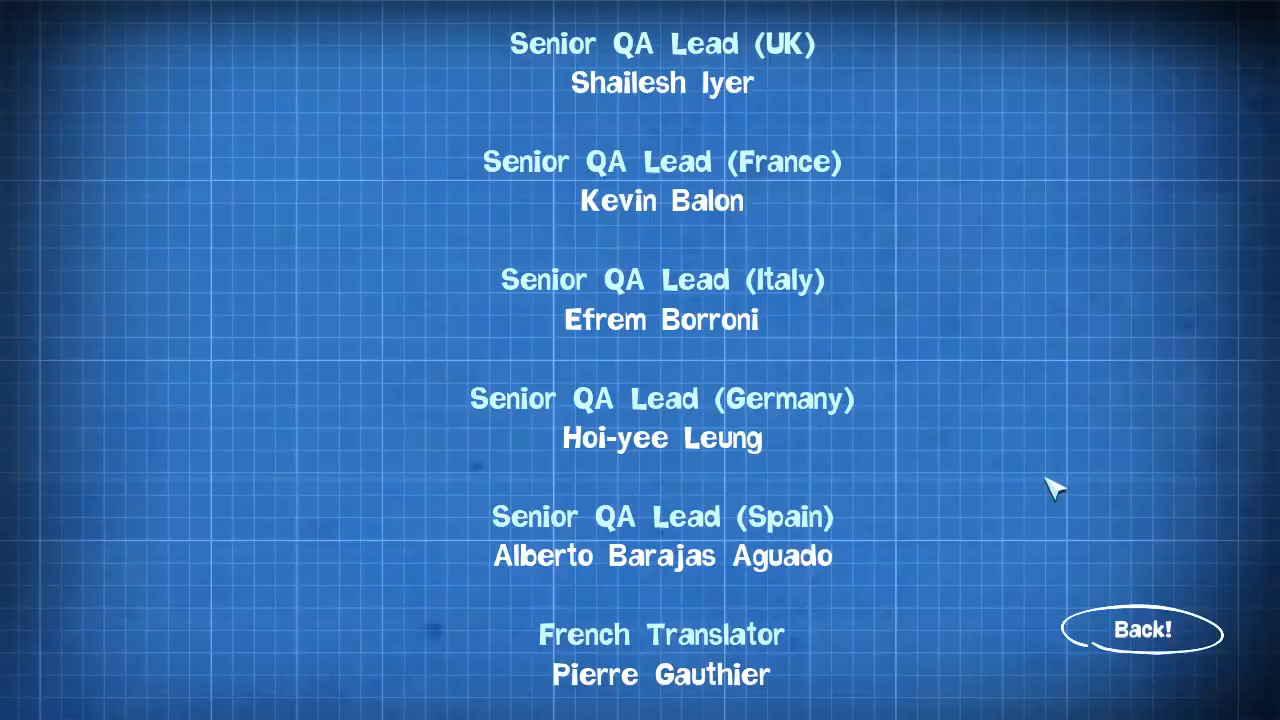 Senior QA Lead (UK)
Shailesh Iyer
Senior QA Lead (France)
Kevin Balon
Senior QA Lead (Italy)
Efrem Borroni
Senior QA Lead (Germany)
Hoi-yee Leung
Senior QA Lead (Spain)
Alberto Barajas Aguado
French Translator
Pierre Gauthier
Back!